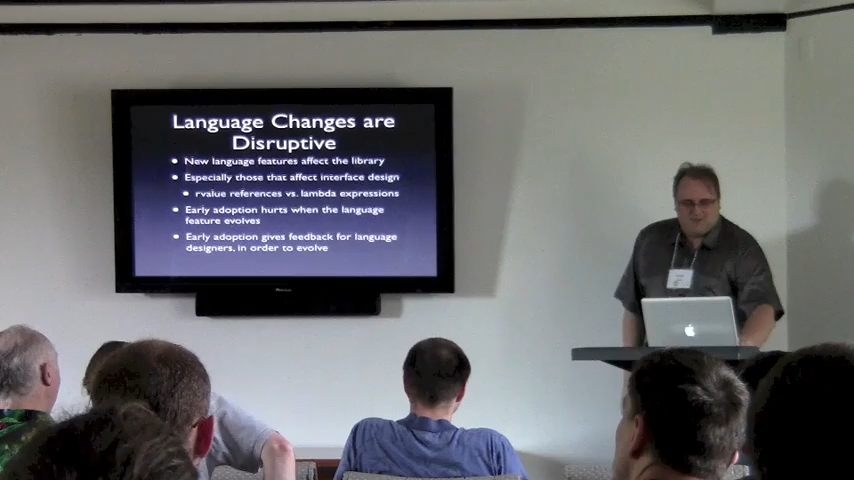 Language Changes are
Disruptive
• New language features affect the library
• Especially those that affect interface design
• rvalue references vs. lambda expressions
• Early adoption hurts when the language
feature evolves
• Early adoption gives feedback for language
designers, in order to evolve